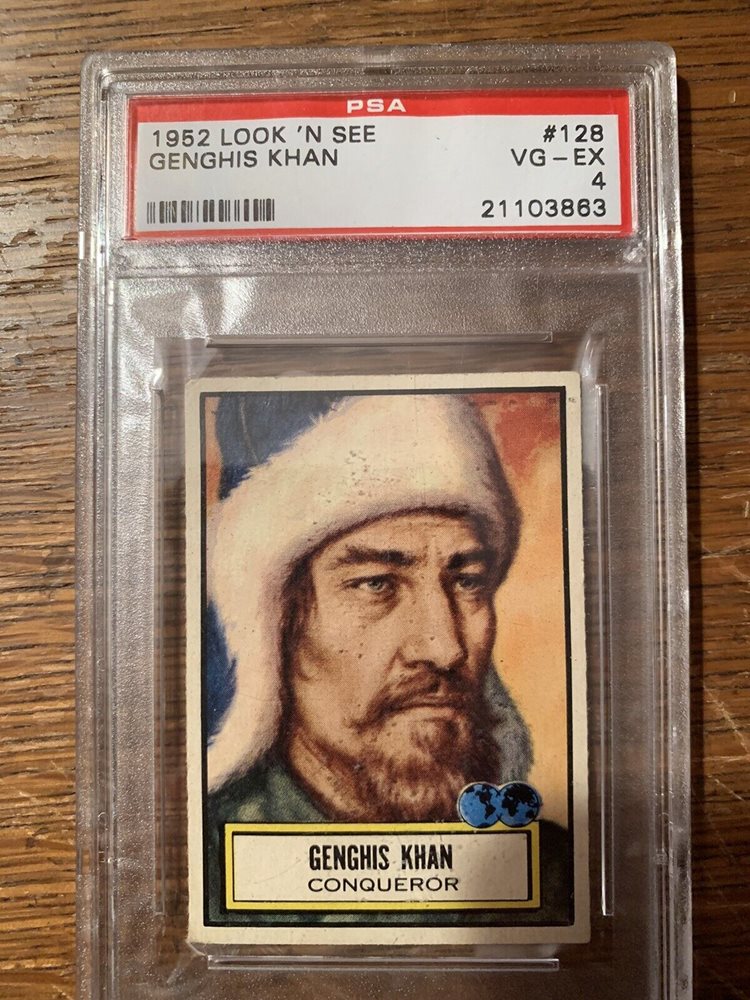 PSA
1952 LOOK 'N SEE #128
GENGHIS KHAN VG - EX
4
21103863
GENGHIS KHAN
CONQUEROR